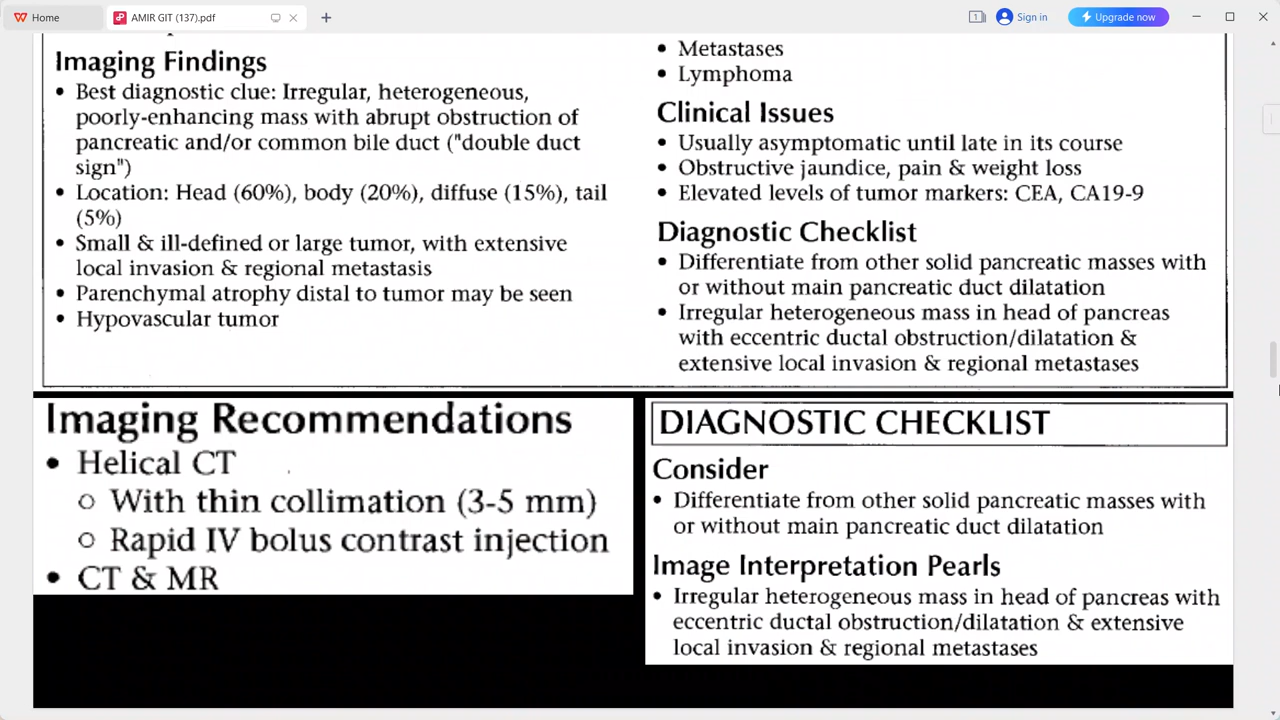 Home
AMIR GIT (137).pdf
1
Sign in
Upgrade now
Imaging Findings
• Best diagnostic clue: Irregular, heterogeneous,
poorly-enhancing mass with abrupt obstruction of
pancreatic and/or common bile duct ("double duct
sign")
• Location: Head (60%), body (20%), diffuse (15%), tail
(5%)
• Small & ill-defined or large tumor, with extensive
local invasion & regional metastasis
• Parenchymal atrophy distal to tumor may be seen
• Hypovascular tumor
• Metastases
• Lymphoma
Clinical Issues
• Usually asymptomatic until late in its course
• Obstructive jaundice, pain & weight loss
• Elevated levels of tumor markers: CEA, CA19-9
Diagnostic Checklist
• Differentiate from other solid pancreatic masses with
or without main pancreatic duct dilatation
• Irregular heterogeneous mass in head of pancreas
with eccentric ductal obstruction/dilatation &
extensive local invasion & regional metastases
Imaging Recommendations
• Helical CT
○ With thin collimation (3-5 mm)
○ Rapid IV bolus contrast injection
• CT & MR
DIAGNOSTIC CHECKLIST
Consider
• Differentiate from other solid pancreatic masses with
or without main pancreatic duct dilatation
Image Interpretation Pearls
• Irregular heterogeneous mass in head of pancreas with
eccentric ductal obstruction/dilatation & extensive
local invasion & regional metastases